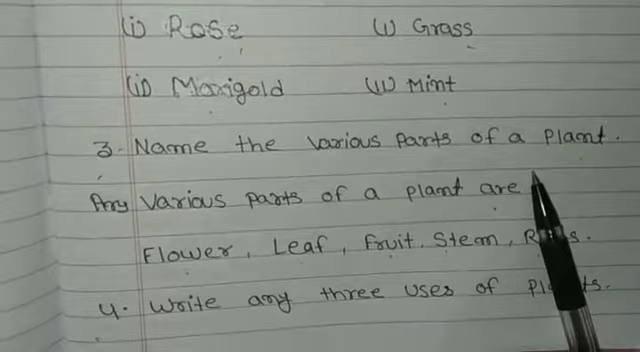 (i) Rose (i) Grass
(ii) Marigold (ii) Mint
3. Name the various parts of a plant.
Ans Various parts of a plant are
Flower, Leaf, Fruit, Stem,
4. Write any three uses of